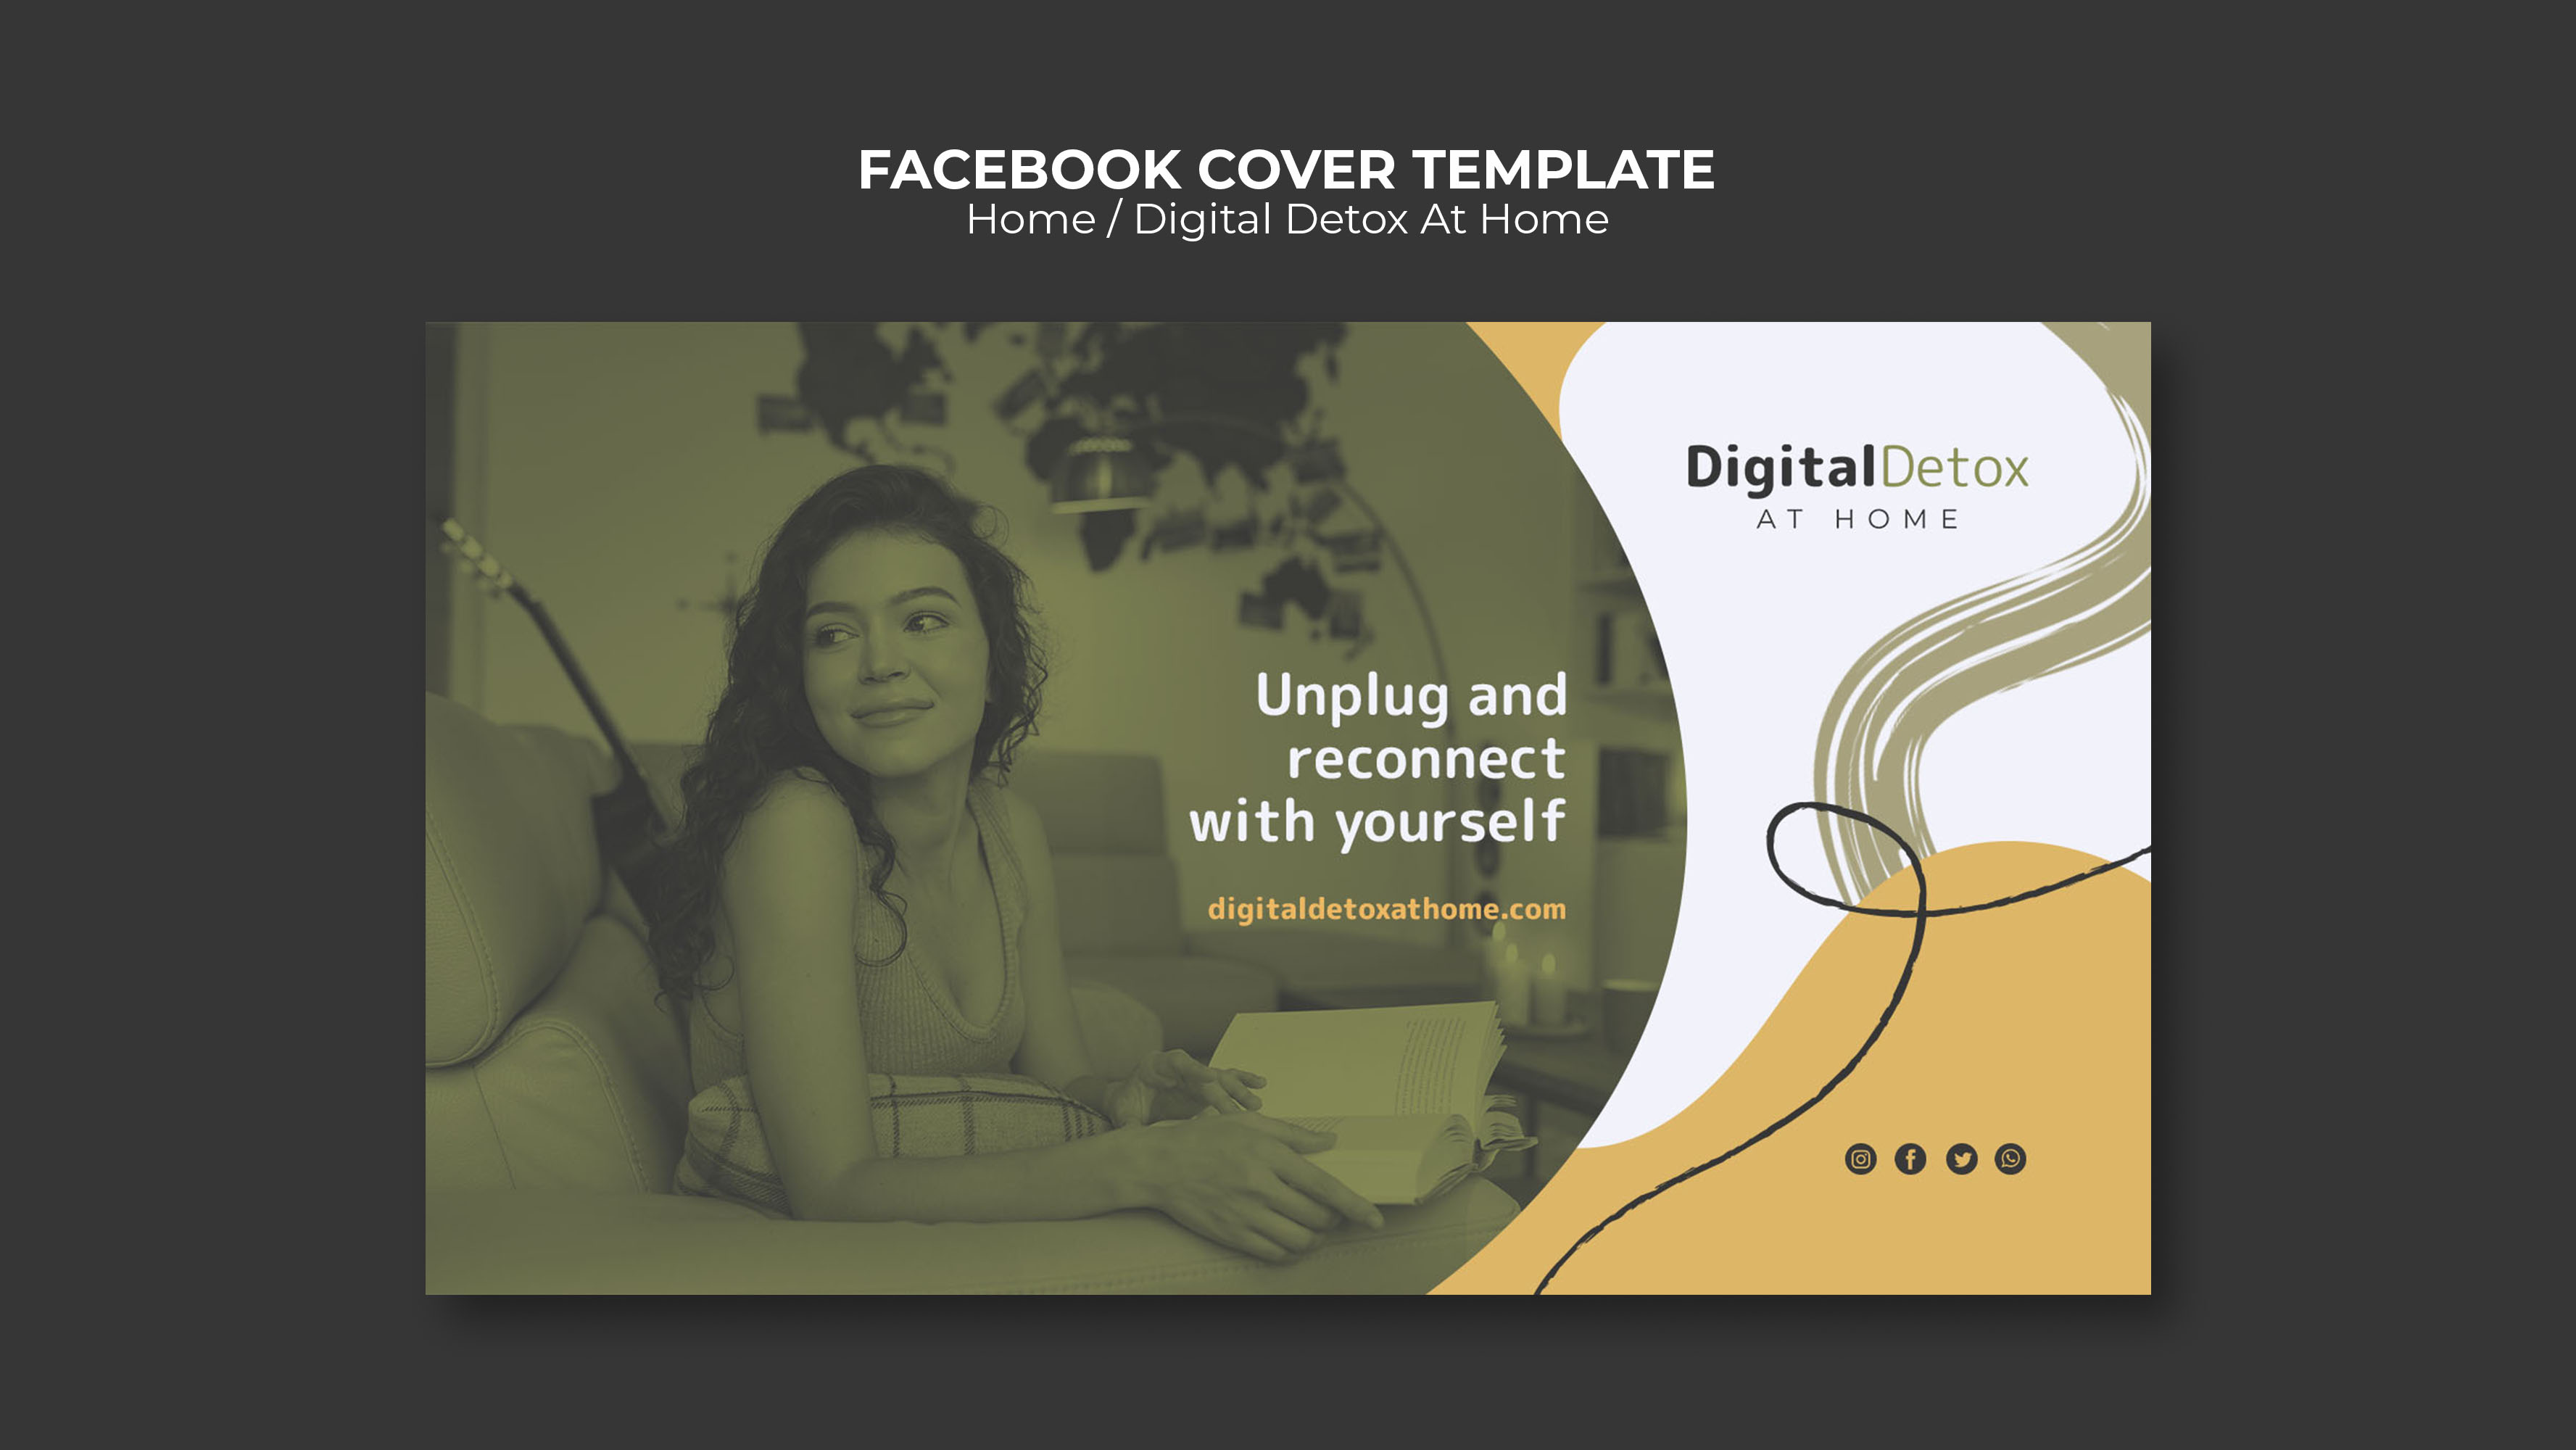 FACEBOOK COVER TEMPLATE
Home / Digital Detox At Home
DigitalDetox
AT HOME
Unplug and
reconnect
with yourself
digitaldetoxathome.com